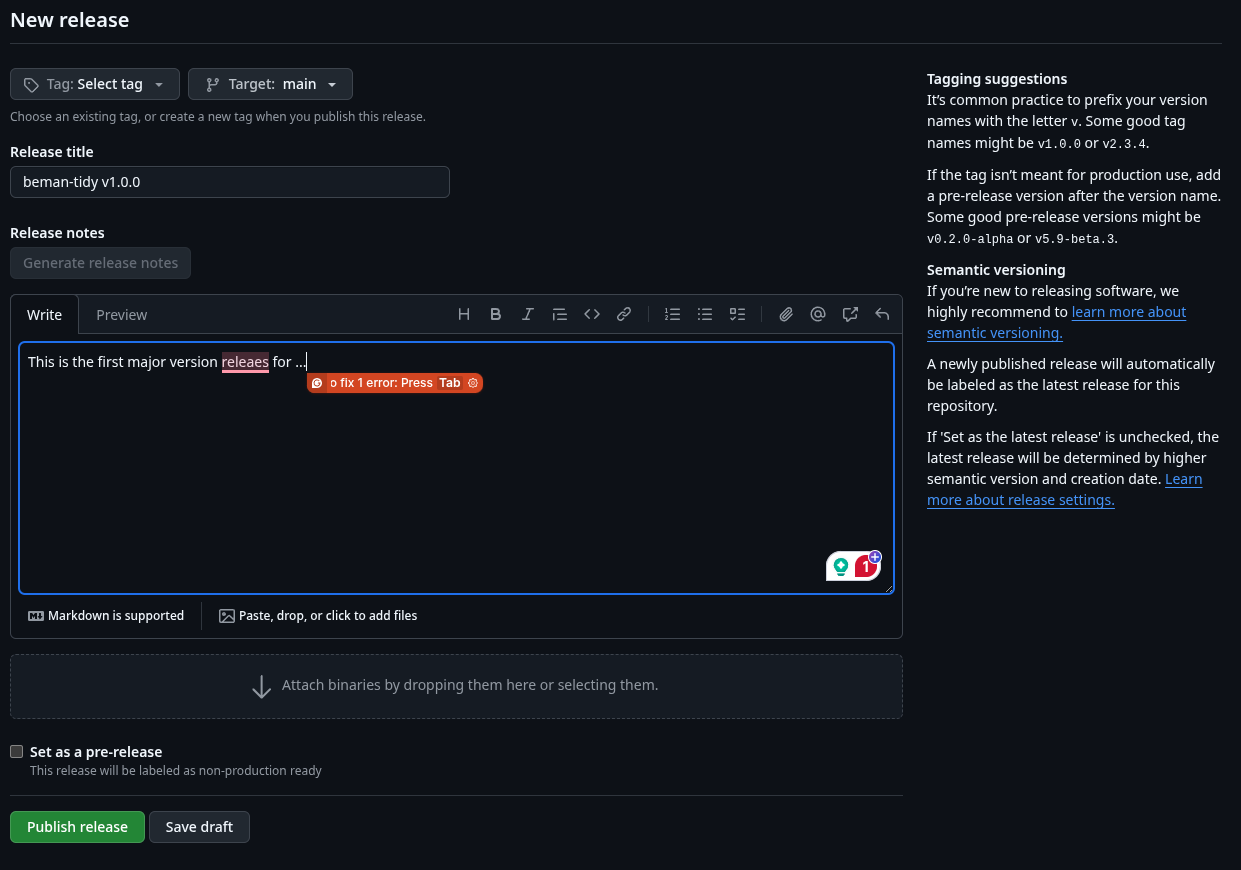 New release
Tag: Select tag
Target: main
Choose an existing tag, or create a new tag when you publish this release.
Release title
beman-tidy v1.0.0
Release notes
Generate release notes
Write
Preview
This is the first major version releaes for ...
o fix 1 error: Press Tab
1
Markdown is supported
Paste, drop, or click to add files
Attach binaries by dropping them here or selecting them.
Set as a pre-release
This release will be labeled as non-production ready
Publish release
Save draft
Tagging suggestions
It’s common practice to prefix your version
names with the letter v. Some good tag
names might be v1.0.0 or v2.3.4.
If the tag isn’t meant for production use, add
a pre-release version after the version name.
Some good pre-release versions might be
v0.2.0-alpha or v5.9-beta.3.
Semantic versioning
If you’re new to releasing software, we
highly recommend to learn more about
semantic versioning.
A newly published release will automatically
be labeled as the latest release for this
repository.
If 'Set as the latest release' is unchecked, the
latest release will be determined by higher
semantic version and creation date. Learn
more about release settings.